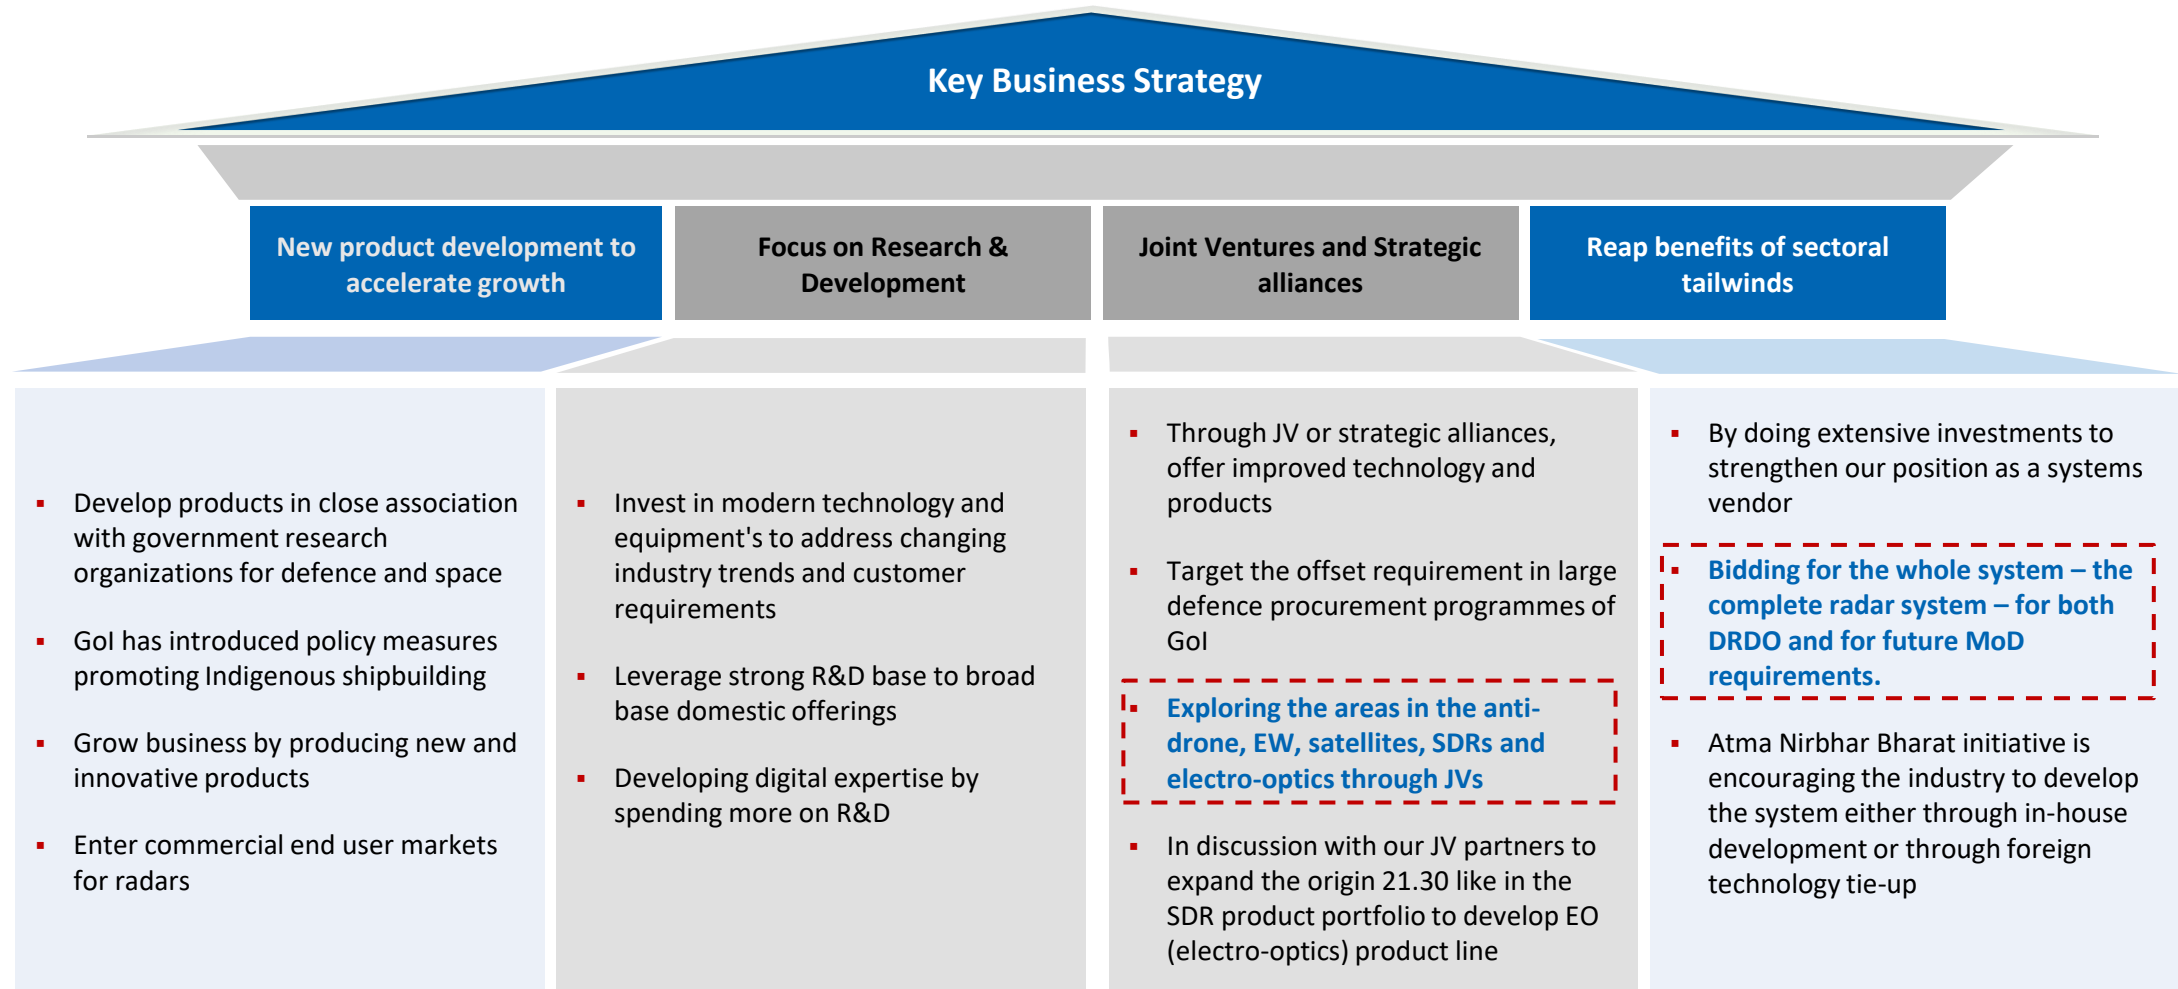 Key Business Strategy
New product development to
accelerate growth
Focus on Research &
Development
Joint Ventures and Strategic
alliances
Reap benefits of sectoral
tailwinds
▪ Develop products in close association
with government research
organizations for defence and space
▪ GoI has introduced policy measures
promoting Indigenous shipbuilding
▪ Grow business by producing new and
innovative products
▪ Enter commercial end user markets
for radars
▪ Invest in modern technology and
equipment's to address changing
industry trends and customer
requirements
▪ Leverage strong R&D base to broad
base domestic offerings
▪ Developing digital expertise by
spending more on R&D
▪ Through JV or strategic alliances,
offer improved technology and
products
▪ Target the offset requirement in large
defence procurement programmes of
GoI
▪ Exploring the areas in the anti-
drone, EW, satellites, SDRs and
electro-optics through JVs
▪ In discussion with our JV partners to
expand the origin 21.30 like in the
SDR product portfolio to develop EO
(electro-optics) product line
▪ By doing extensive investments to
strengthen our position as a systems
vendor
▪ Bidding for the whole system – the
complete radar system – for both
DRDO and for future MoD
requirements.
▪ Atma Nirbhar Bharat initiative is
encouraging the industry to develop
the system either through in-house
development or through foreign
technology tie-up